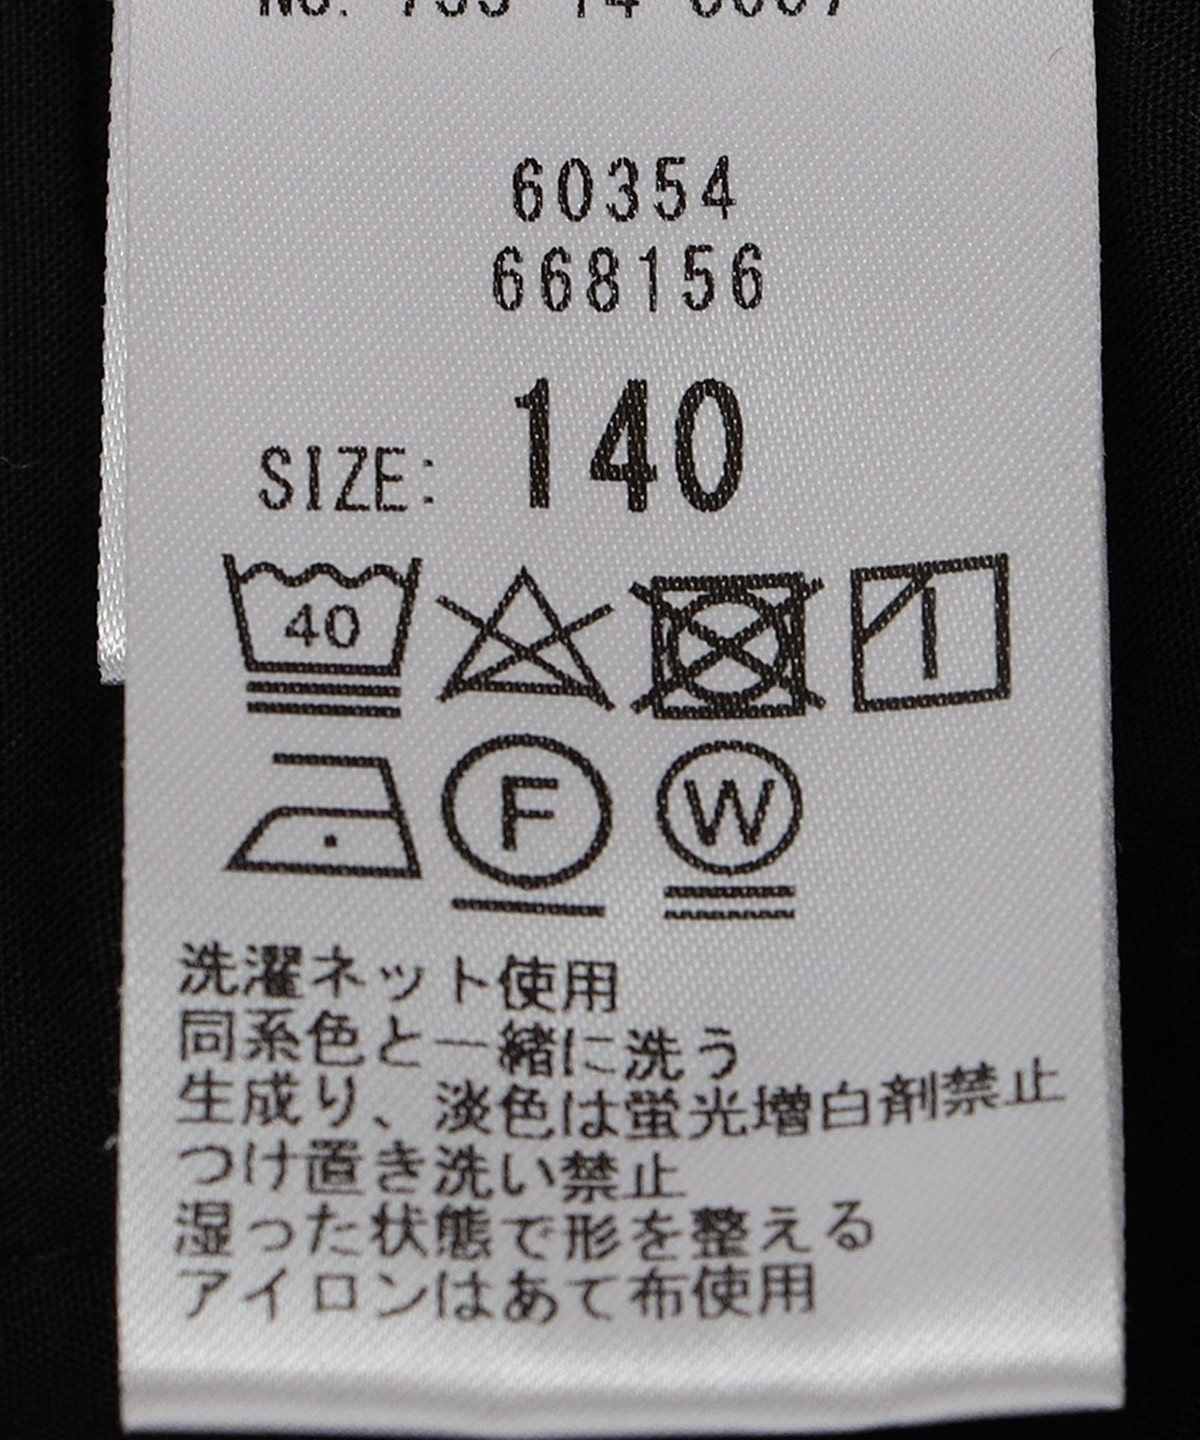 60354
668156
SIZE: 140
40
F
W
洗濯ネット使用
同系色と一緒に洗う
生成り、淡色は蛍光増白剤禁止
つけ置き洗い禁止
湿った状態で形を整える
アイロンはあて布使用